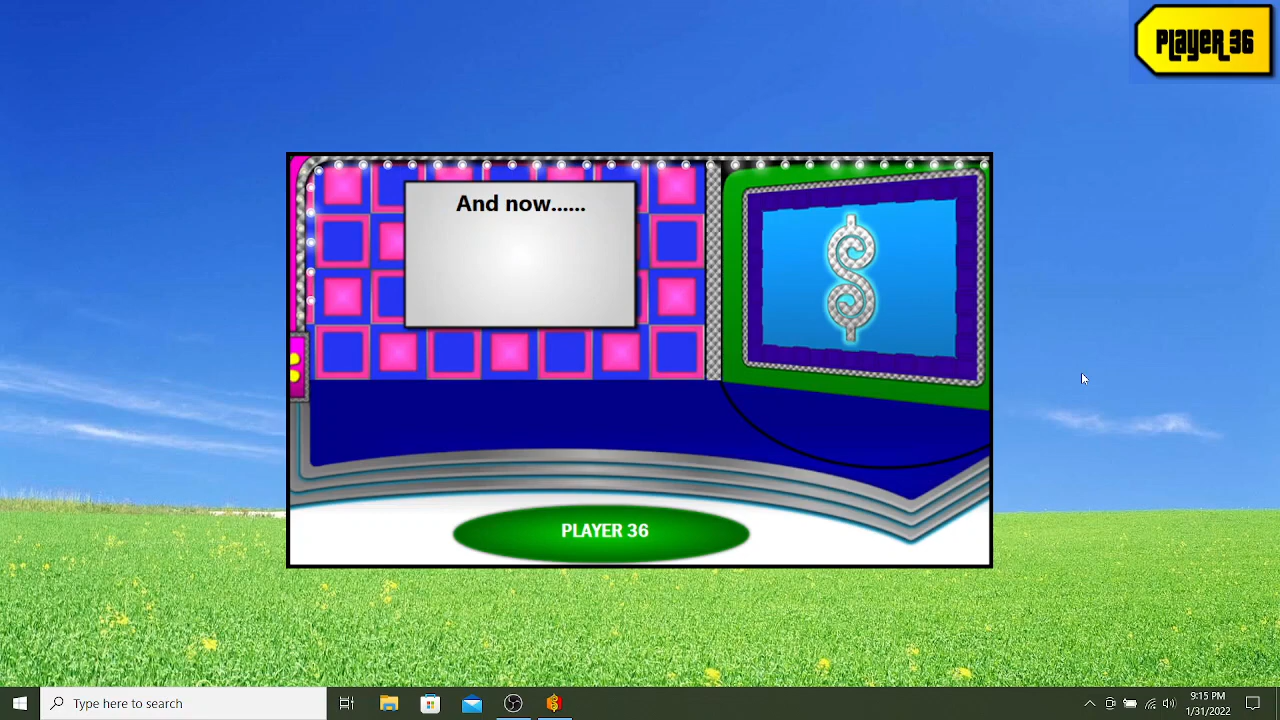 PLAYER 36
And now......
PLAYER 36
Type here to search
9:15 PM
1/31/2022